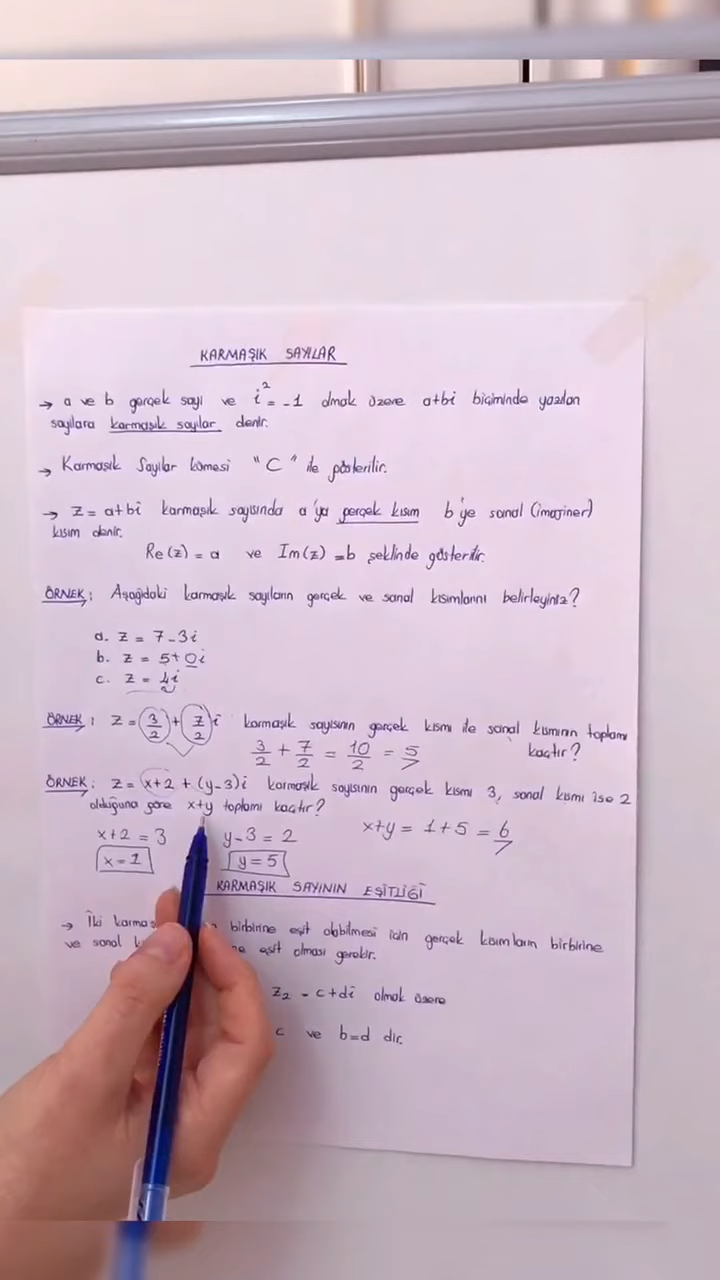 KARMAŞIK SAYILAR
→ a ve b gerçek sayı ve i² = -1 olmak üzere a+bi biçiminde yazılan
sayılara karmaşık sayılar denir.
→ Karmaşık Sayılar kümesi "C" ile gösterilir.
→ z = a+bi karmaşık sayısında a'ya gerçek kısım b'ye sanal (imajiner)
kısım denir.
Re(z) = a ve Im(z) = b şeklinde gösterilir.
ÖRNEK: Aşağıdaki karmaşık sayıların gerçek ve sanal kısımlarını belirleyiniz?
a. z = 7-3i
b. z = 5+0i
c. z = 4i
ÖRNEK: z = 3/2 + 7/2 i karmaşık sayısının gerçek kısmı ile sanal kısmının toplamı
kaçtır?
3/2 + 7/2 = 10/2 = 5
ÖRNEK: z = x+2 + (y-3)i karmaşık sayısının gerçek kısmı 3, sanal kısmı ise 2
olduğuna göre x+y toplamı kaçtır?
x+2 = 3 y-3 = 2 x+y = 1+5 = 6
x = 1 y = 5
KARMAŞIK SAYININ EŞİTLİĞİ
→ İki birbirine eşit olabilmesi için gerçek kısımların birbirine
ve sanal eşit olması gerekir.
z₂ = c+di olmak üzere
c ve b=d dir.